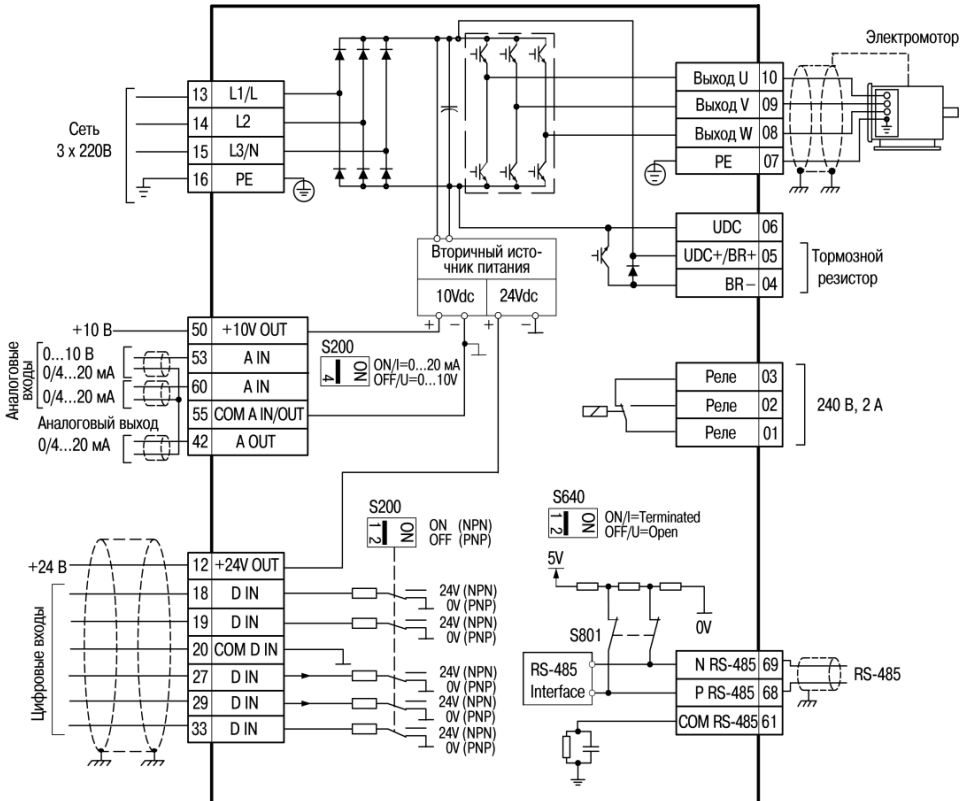 Электромотор
Сеть
3 x 220В
13 L1/L
14 L2
15 L3/N
16 PE
Выход U 10
Выход V 09
Выход W 08
PE 07
UDC 06
UDC+/BR+ 05
BR− 04
Тормозной
резистор
Вторичный исто-
чник питания
10Vdc 24Vdc
+ − + −
+10 В
50 +10V OUT
53 A IN
60 A IN
55 COM A IN/OUT
42 A OUT
Аналоговые
входы
0...10 В
0/4...20 мА
0/4...20 мА
Аналоговый выход
0/4...20 мА
S200
ON
4
ON/I=0...20 мА
OFF/U=0...10V
Реле 03
Реле 02
Реле 01
240 В, 2 А
S200
ON
1 2
ON (NPN)
OFF (PNP)
S640
ON
1 2
ON/I=Terminated
OFF/U=Open
+24 В
12 +24V OUT
18 D IN
19 D IN
20 COM D IN
27 D IN
29 D IN
33 D IN
Цифровые входы
24V (NPN)
0V (PNP)
24V (NPN)
0V (PNP)
24V (NPN)
0V (PNP)
24V (NPN)
0V (PNP)
24V (NPN)
0V (PNP)
5V
0V
S801
RS-485
Interface
N RS-485 69
P RS-485 68
COM RS-485 61
RS-485